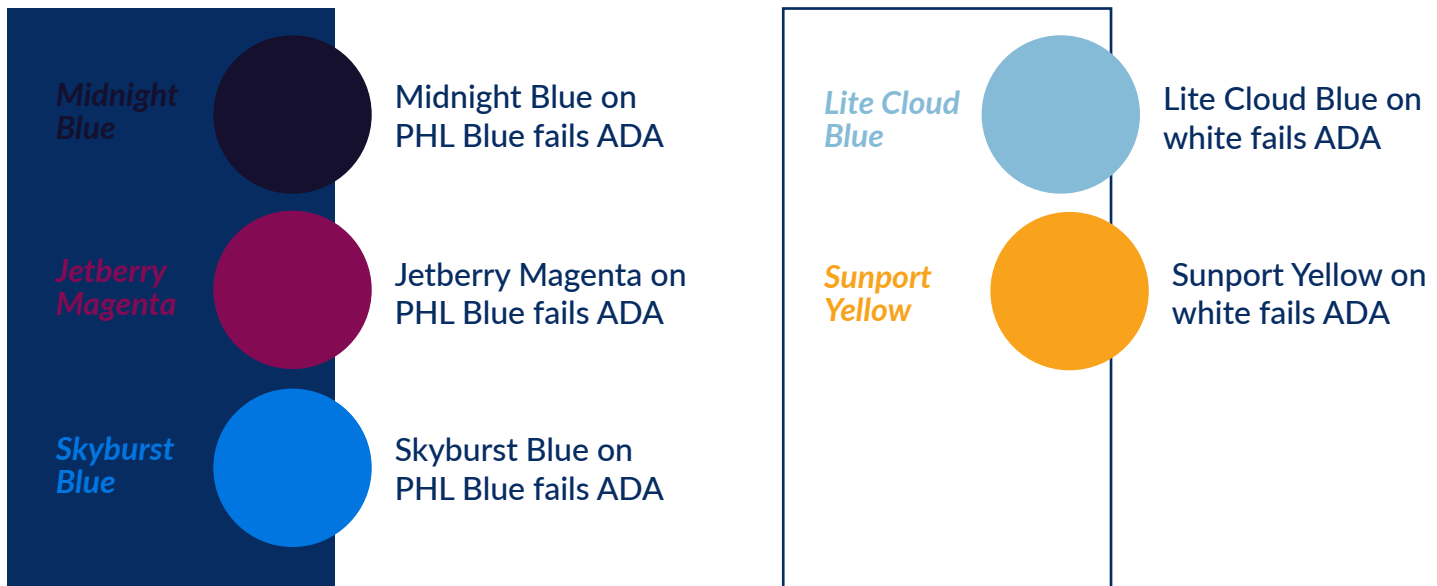 Midnight
Blue
Midnight Blue on
PHL Blue fails ADA
Jetberry
Magenta
Jetberry Magenta on
PHL Blue fails ADA
Skyburst
Blue
Skyburst Blue on
PHL Blue fails ADA
Lite Cloud
Blue
Lite Cloud Blue on
white fails ADA
Sunport
Yellow
Sunport Yellow on
white fails ADA